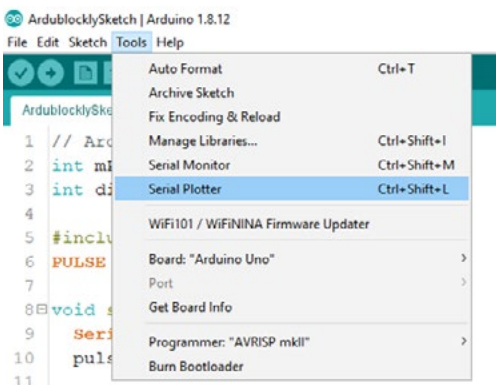 ArdublocklySketch | Arduino 1.8.12
File Edit Sketch Tools Help
Auto Format Ctrl+T
Archive Sketch
Fix Encoding & Reload
Manage Libraries... Ctrl+Shift+I
Serial Monitor Ctrl+Shift+M
Serial Plotter Ctrl+Shift+L
WiFi101 / WiFiNINA Firmware Updater
Board: "Arduino Uno"
Port
Get Board Info
Programmer: "AVRISP mkII"
Burn Bootloader
ArdublocklySke
1 // Ard
2 int
3 int di
4
5 #inclu
6 PULSE
7
8 void s
9 Seri
10 puls
11